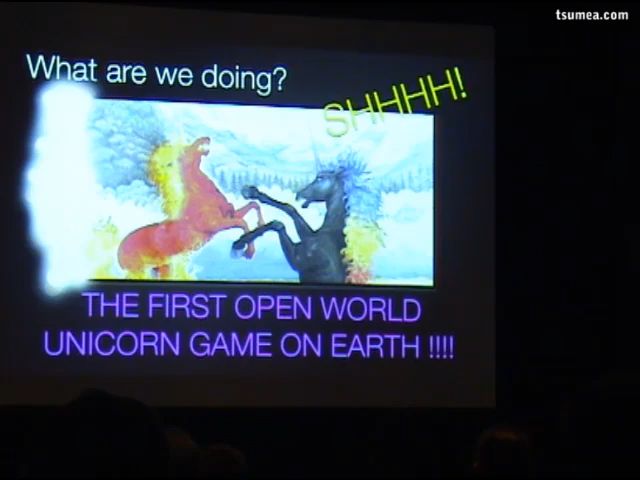 tsumea.com
What are we doing?
SHHHH!
THE FIRST OPEN WORLD
UNICORN GAME ON EARTH !!!!